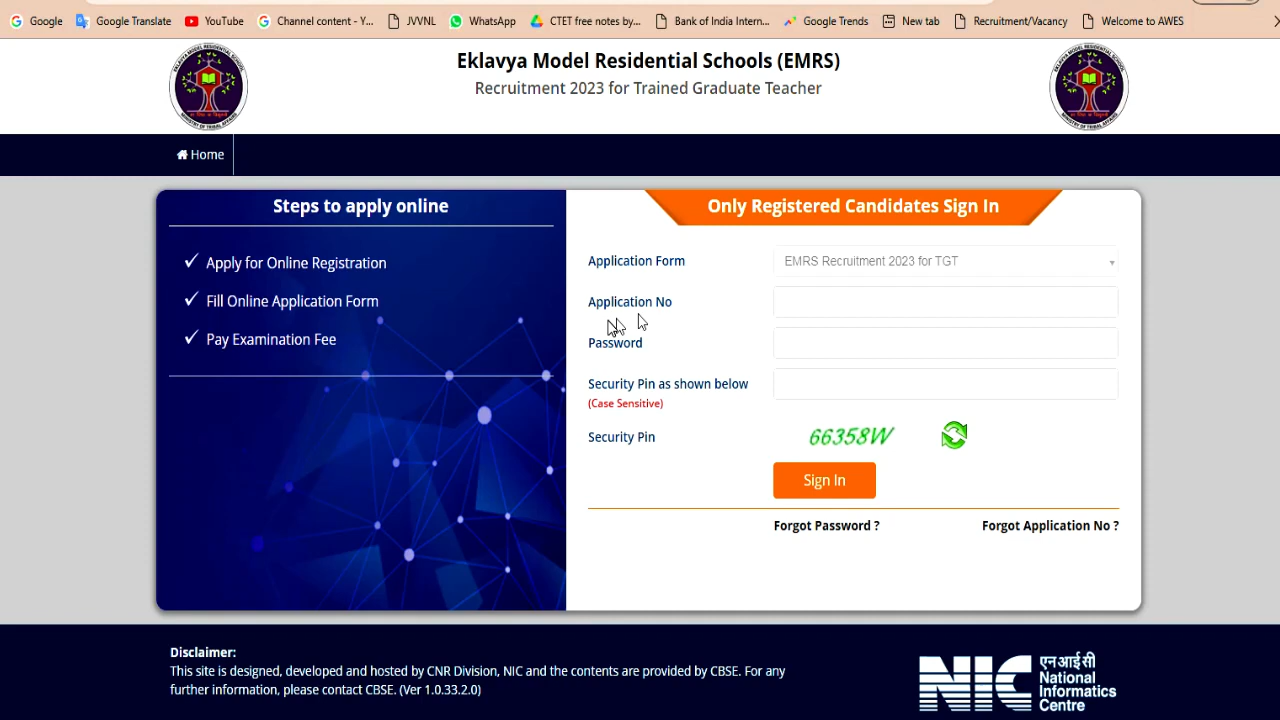 Google Google Translate YouTube Channel content - Y... JVVNL WhatsApp CTET free notes by... Bank of India Intern... Google Trends New tab Recruitment/Vacancy Welcome to AWES
Eklavya Model Residential Schools (EMRS)
Recruitment 2023 for Trained Graduate Teacher
Home
Steps to apply online
✓ Apply for Online Registration
✓ Fill Online Application Form
✓ Pay Examination Fee
Only Registered Candidates Sign In
Application Form EMRS Recruitment 2023 for TGT
Application No
Password
Security Pin as shown below
(Case Sensitive)
Security Pin 66358W
Sign In
Forgot Password ? Forgot Application No ?
Disclaimer:
This site is designed, developed and hosted by CNR Division, NIC and the contents are provided by CBSE. For any
further information, please contact CBSE. (Ver 1.0.33.2.0)
NIC एन आई सी
National
Informatics
Centre